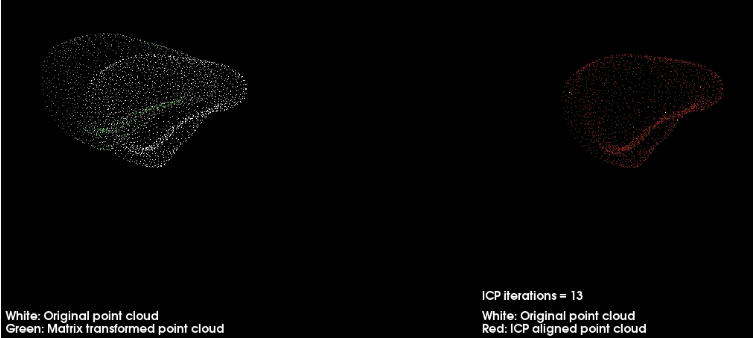 White: Original point cloud
Green: Matrix transformed point cloud
ICP iterations = 13
White: Original point cloud
Red: ICP aligned point cloud